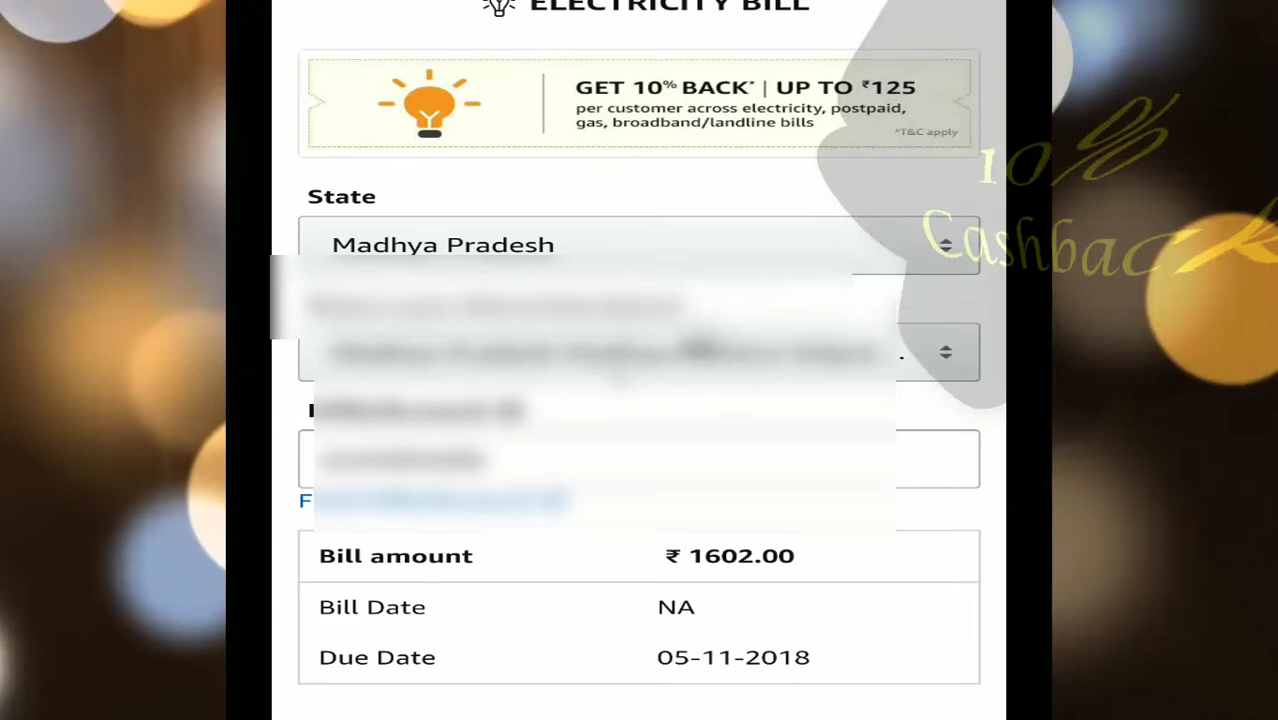 ELECTRICITY BILL
GET 10% BACK* | UP TO ₹125
per customer across electricity, postpaid,
gas, broadband/landline bills
*T&C apply
10%
Cashback
State
Madhya Pradesh
Bill amount ₹ 1602.00
Bill Date NA
Due Date 05-11-2018